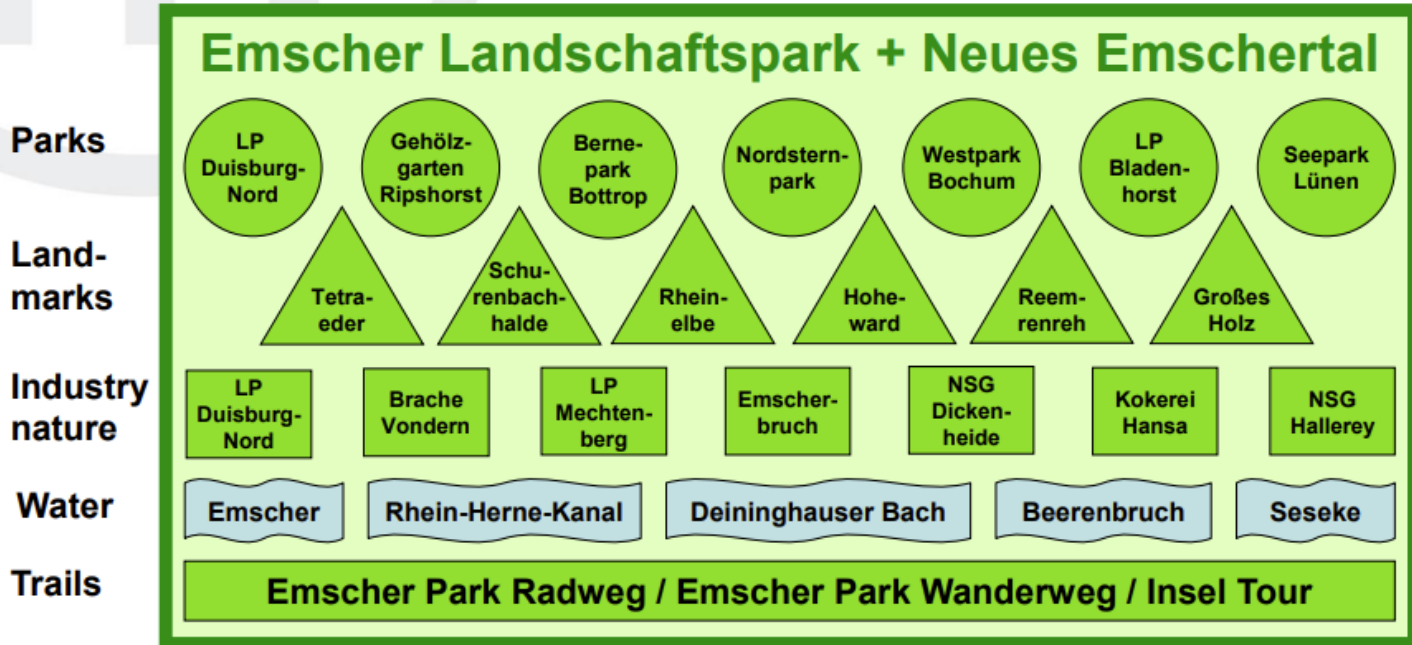 Emscher Landschaftspark + Neues Emschertal
Parks
LP
Duisburg-
Nord
Gehölz-
garten
Ripshorst
Berne-
park
Bottrop
Nordstern-
park
Westpark
Bochum
LP
Bladen-
horst
Seepark
Lünen
Land-
marks
Tetra-
eder
Schu-
renbach-
halde
Rhein-
elbe
Hohe-
ward
Reem-
renreh
Großes
Holz
Industry
nature
LP
Duisburg-
Nord
Brache
Vondern
LP
Mechten-
berg
Emscher-
bruch
NSG
Dicken-
heide
Kokerei
Hansa
NSG
Hallerey
Water
Emscher
Rhein-Herne-Kanal
Deininghauser Bach
Beerenbruch
Seseke
Trails
Emscher Park Radweg / Emscher Park Wanderweg / Insel Tour